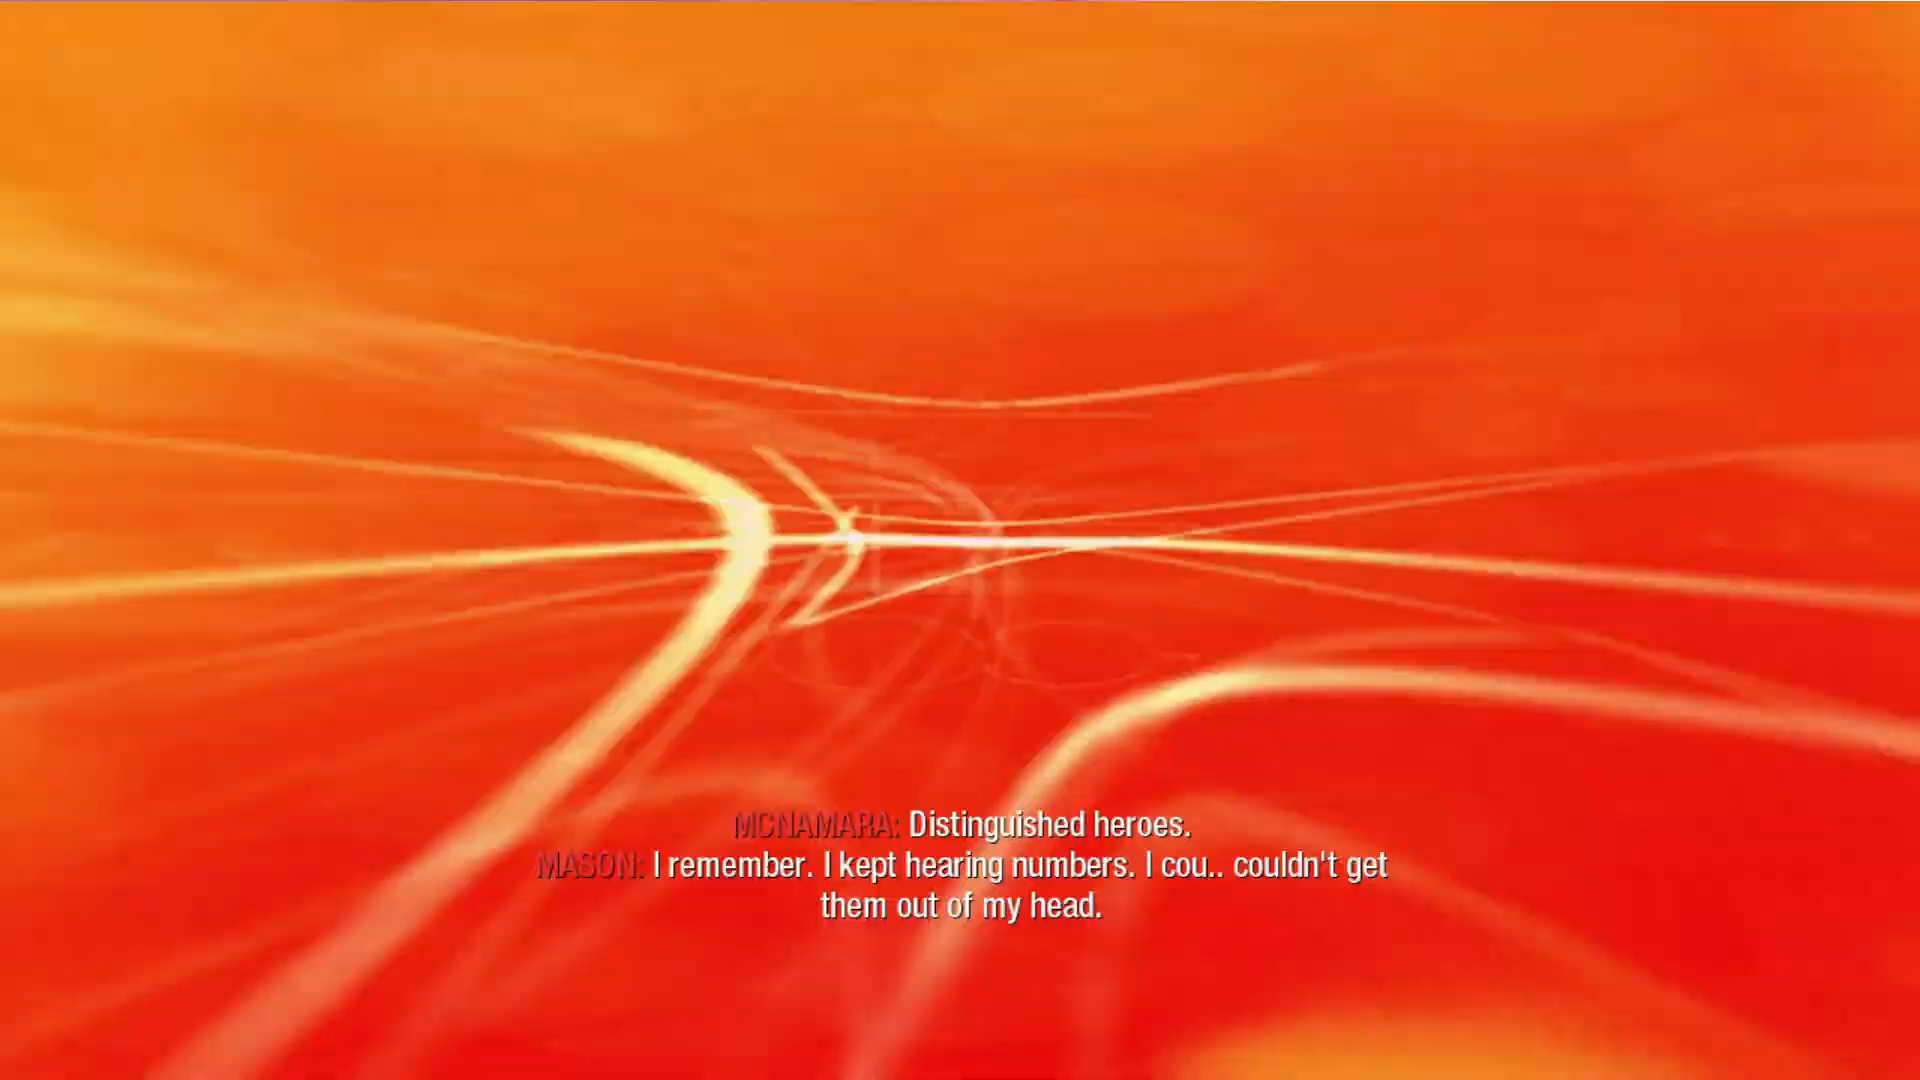 MCNAMARA: Distinguished heroes.
MASON: I remember. I kept hearing numbers. I cou.. couldn't get
them out of my head.